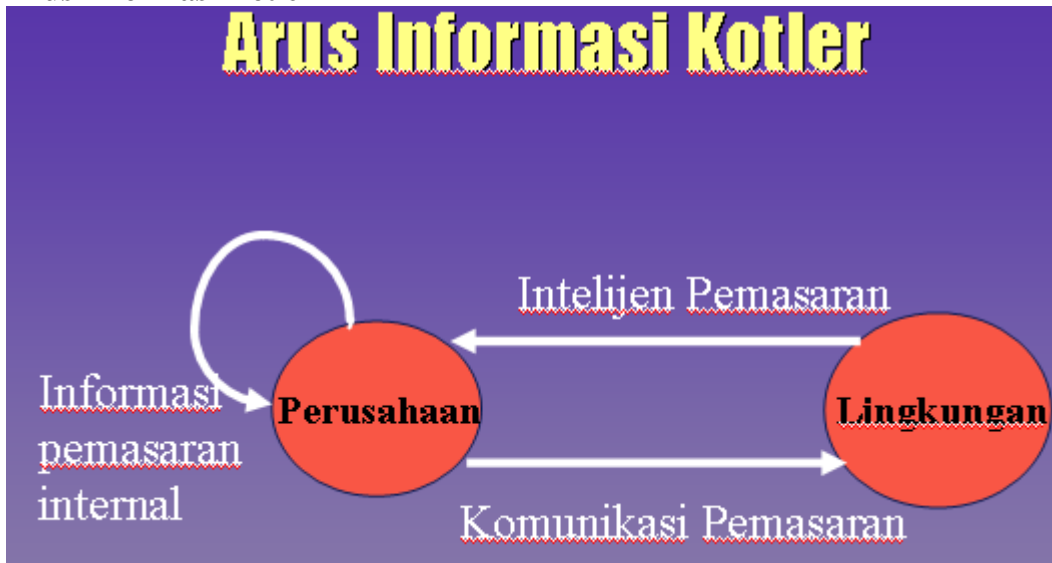 Arus Informasi Kotler
Intelijen Pemasaran
Informasi
pemasaran
internal
Perusahaan
Lingkungan
Komunikasi Pemasaran